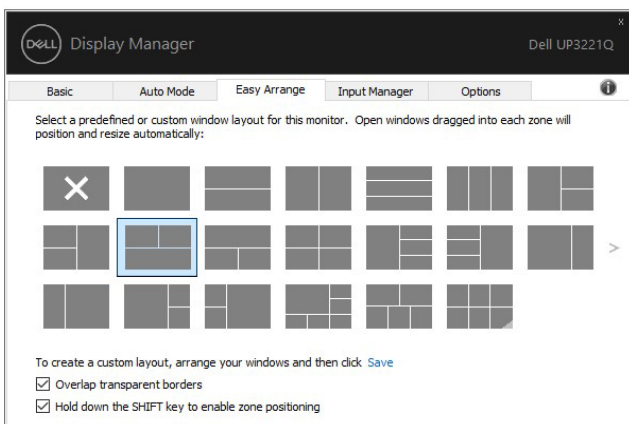 x
DELL Display Manager Dell UP3221Q
Basic Auto Mode Easy Arrange Input Manager Options i
Select a predefined or custom window layout for this monitor. Open windows dragged into each zone will
position and resize automatically:
>
To create a custom layout, arrange your windows and then click Save
Overlap transparent borders
Hold down the SHIFT key to enable zone positioning